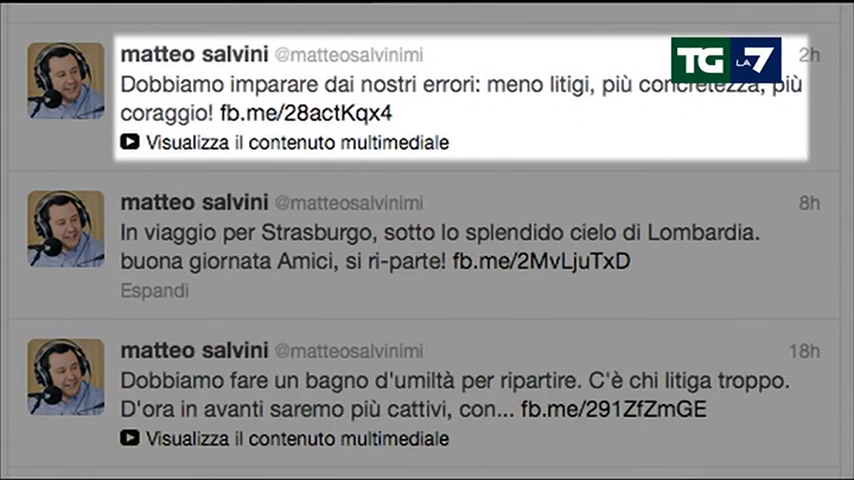 matteo salvini @matteosalvinimi 2h
TG LA 7
Dobbiamo imparare dai nostri errori: meno litigi, più concretezza, più
coraggio! fb.me/28actKqx4
Visualizza il contenuto multimediale
matteo salvini @matteosalvinimi 8h
In viaggio per Strasburgo, sotto lo splendido cielo di Lombardia.
buona giornata Amici, si ri-parte! fb.me/2MvLjuTxD
Espandi
matteo salvini @matteosalvinimi 18h
Dobbiamo fare un bagno d'umiltà per ripartire. C'è chi litiga troppo.
D'ora in avanti saremo più cattivi, con... fb.me/291ZfZmGE
Visualizza il contenuto multimediale